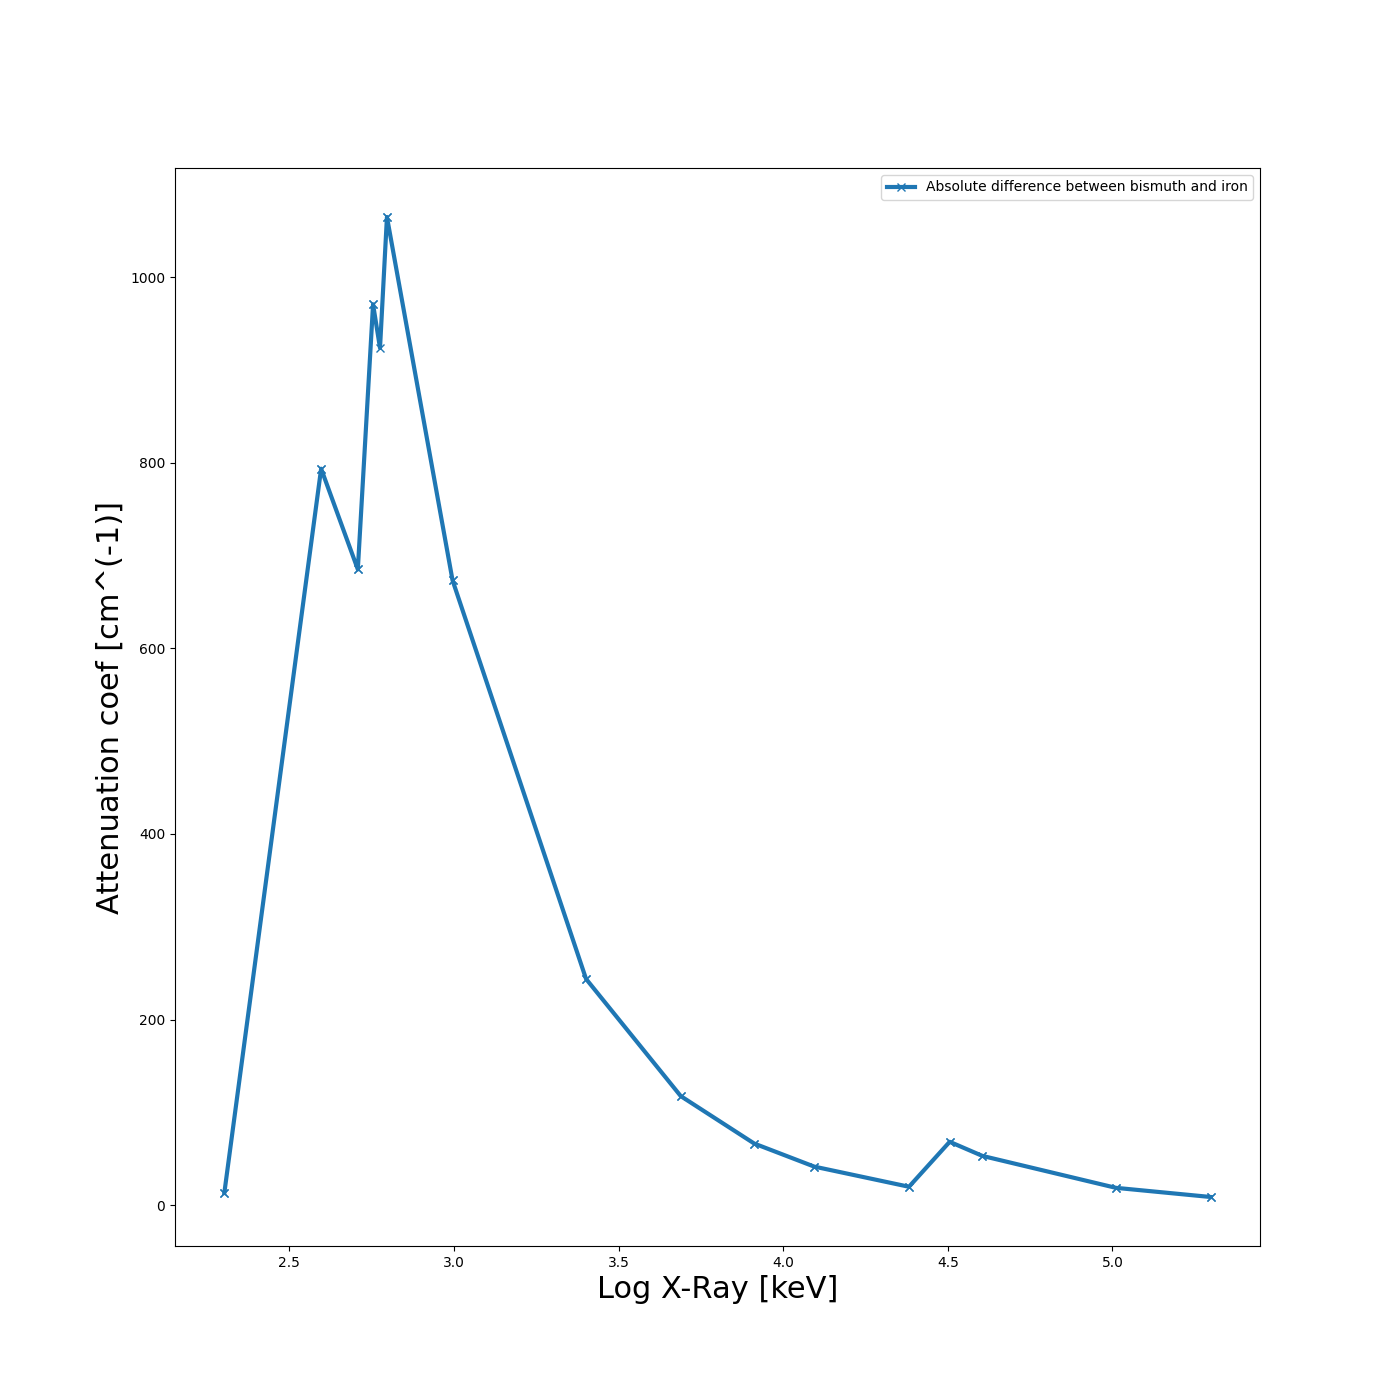 Absolute difference between bismuth and iron
1000
800
600
400
200
0
Attenuation coef [cm^(-1)]
2.5 3.0 3.5 4.0 4.5 5.0
Log X-Ray [keV]